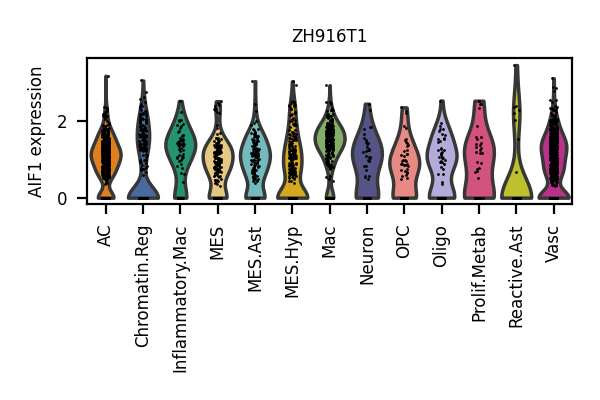 ZH916T1
AIF1 expression
2
0
AC
Chromatin.Reg
Inflammatory.Mac
MES
MES.Ast
MES.Hyp
Mac
Neuron
OPC
Oligo
Prolif.Metab
Reactive.Ast
Vasc